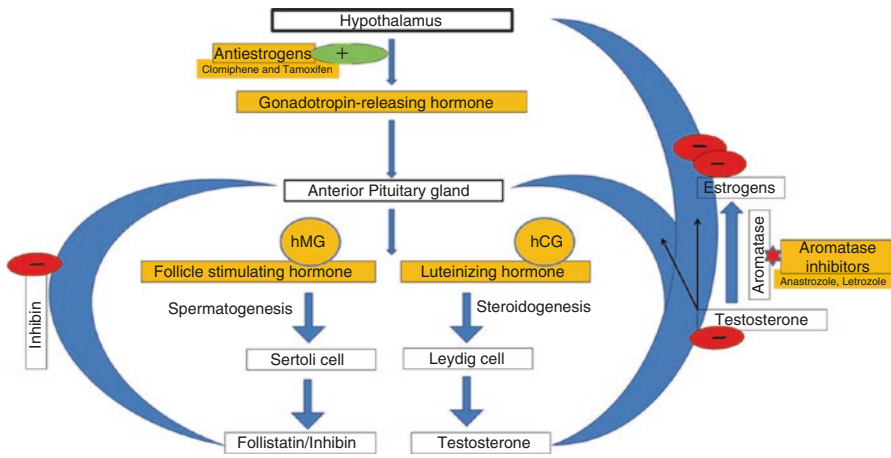 Hypothalamus
Antiestrogens
+
Clomiphene and Tamoxifen
Gonadotropin-releasing hormone
Anterior Pituitary gland
hMG
hCG
Follicle stimulating hormone
Luteinizing hormone
Spermatogenesis
Steroidogenesis
Sertoli cell
Leydig cell
Follistatin/Inhibin
Testosterone
−
Inhibin
−
−
Estrogens
Aromatase
Aromatase
inhibitors
Anastrozole, Letrozole
Testosterone
−